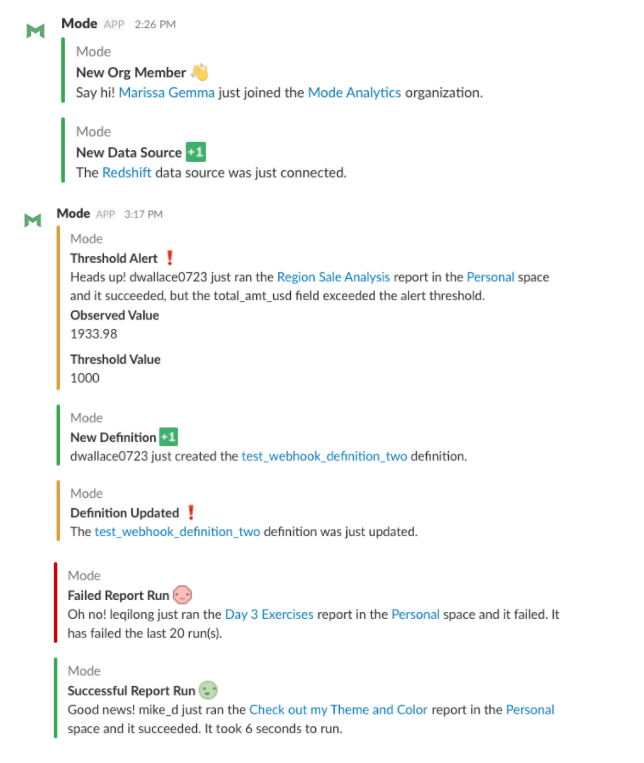 Mode APP 2:26 PM
Mode
New Org Member 👋
Say hi! Marissa Gemma just joined the Mode Analytics organization.
Mode
New Data Source +1
The Redshift data source was just connected.
Mode APP 3:17 PM
Mode
Threshold Alert ❗
Heads up! dwallace0723 just ran the Region Sale Analysis report in the Personal space
and it succeeded, but the total_amt_usd field exceeded the alert threshold.
Observed Value
1933.98
Threshold Value
1000
Mode
New Definition +1
dwallace0723 just created the test_webhook_definition_two definition.
Mode
Definition Updated ❗
The test_webhook_definition_two definition was just updated.
Mode
Failed Report Run
Oh no! leqilong just ran the Day 3 Exercises report in the Personal space and it failed. It
has failed the last 20 run(s).
Mode
Successful Report Run
Good news! mike_d just ran the Check out my Theme and Color report in the Personal
space and it succeeded. It took 6 seconds to run.